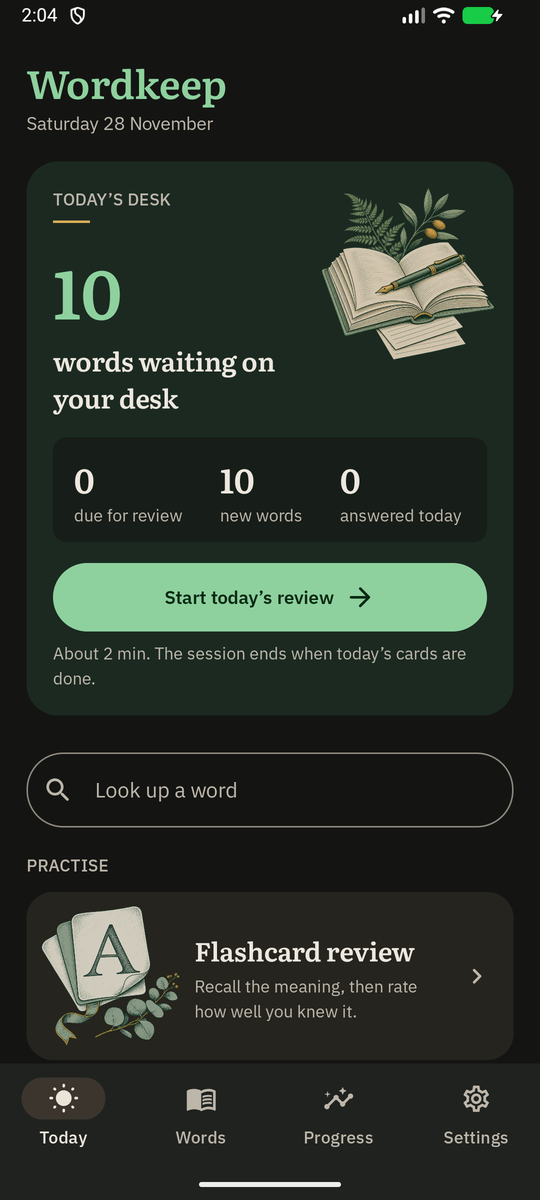 2:04
Wordkeep
Saturday 28 November
TODAY’S DESK
10
words waiting on
your desk
0
due for review
10
new words
0
answered today
Start today’s review
About 2 min. The session ends when today’s cards are
done.
Look up a word
PRACTISE
A
Flashcard review
Recall the meaning, then rate
how well you knew it.
Today
Words
Progress
Settings